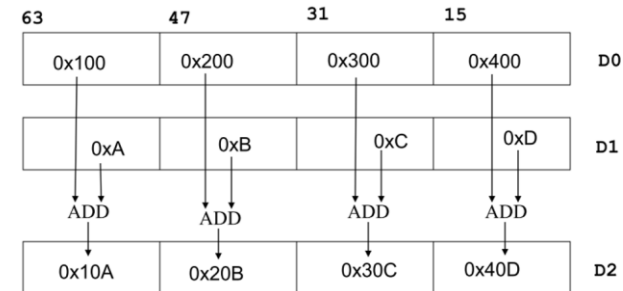 63 47 31 15
0x100 0x200 0x300 0x400 D0
0xA 0xB 0xC 0xD D1
ADD ADD ADD ADD
0x10A 0x20B 0x30C 0x40D D2